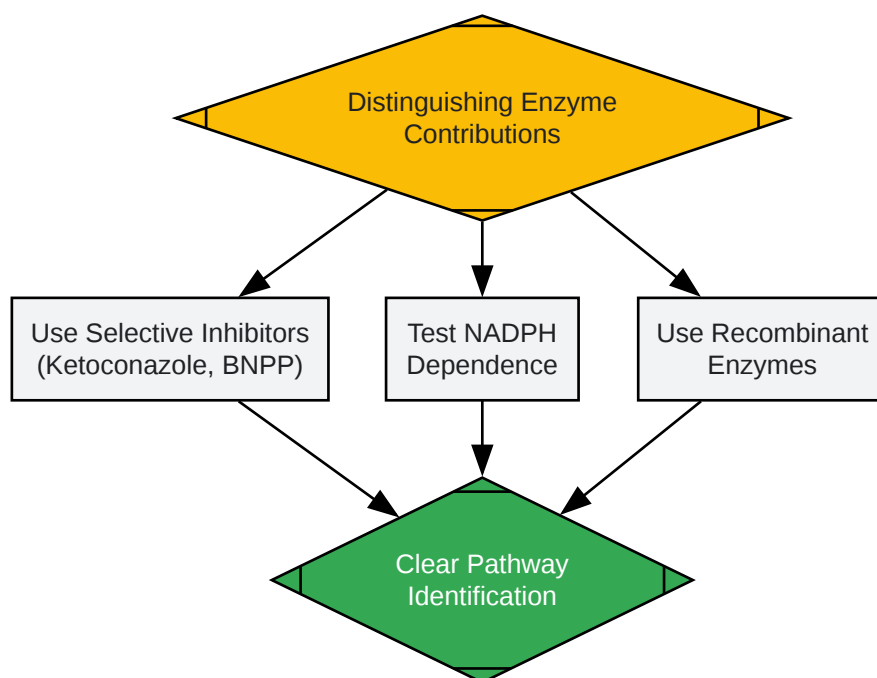 Distinguishing Enzyme
Contributions
Use Selective Inhibitors
(Ketoconazole, BNPP)
Test NADPH
Dependence
Use Recombinant
Enzymes
Clear Pathway
Identification